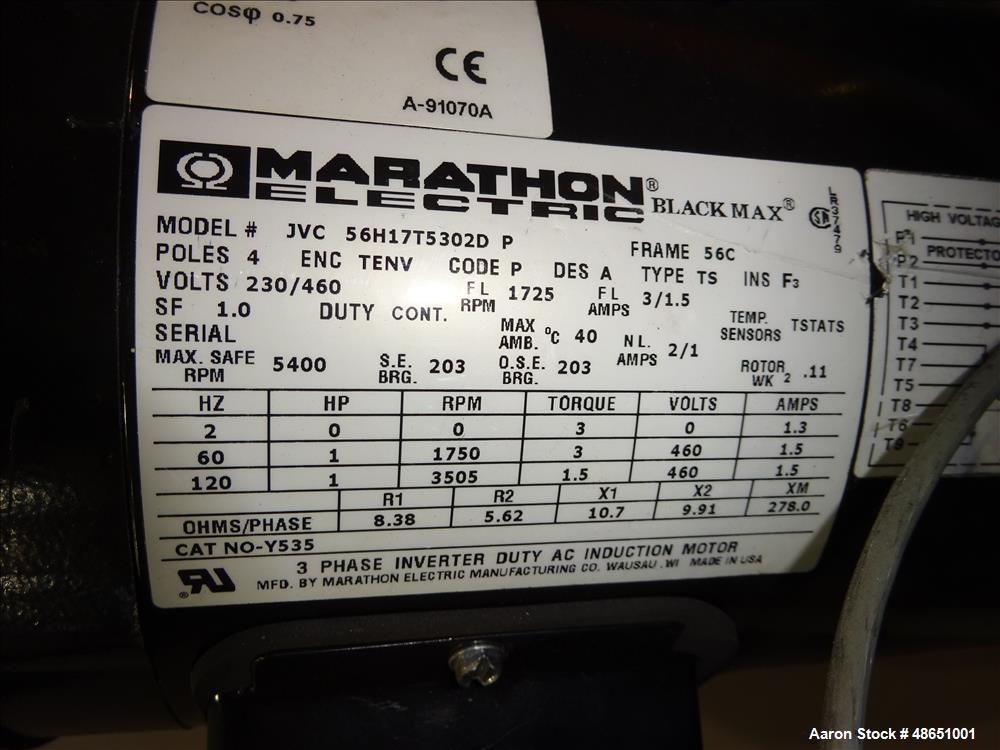 COSφ 0.75
CE
A-91070A
MARATHON®
ELECTRIC BLACK MAX®
LR37479
MODEL # JVC 56H17T5302D P FRAME 56C
POLES 4 ENC TENV CODE P DES A TYPE TS INS F3
VOLTS 230/460 FL RPM 1725 FL AMPS 3/1.5
SF 1.0 DUTY CONT. MAX AMB. °C 40 NL. AMPS 2/1 TEMP. SENSORS TSTATS
SERIAL
MAX. SAFE RPM 5400 S.E. BRG. 203 O.S.E. BRG. 203 ROTOR WK² .11
HZ HP RPM TORQUE VOLTS AMPS
2 0 0 3 0 1.3
60 1 1750 3 460 1.5
120 1 3505 1.5 460 1.5
R1 R2 X1 X2 XM
OHMS/PHASE 8.38 5.62 10.7 9.91 278.0
CAT NO-Y535
3 PHASE INVERTER DUTY AC INDUCTION MOTOR
MFD. BY MARATHON ELECTRIC MANUFACTURING CO. WAUSAU, WI MADE IN USA
HIGH VOLTAG
P1
P2 PROTECTO
T1
T2
T3
T4
T7
T5
T8
T6
T9
Aaron Stock # 48651001